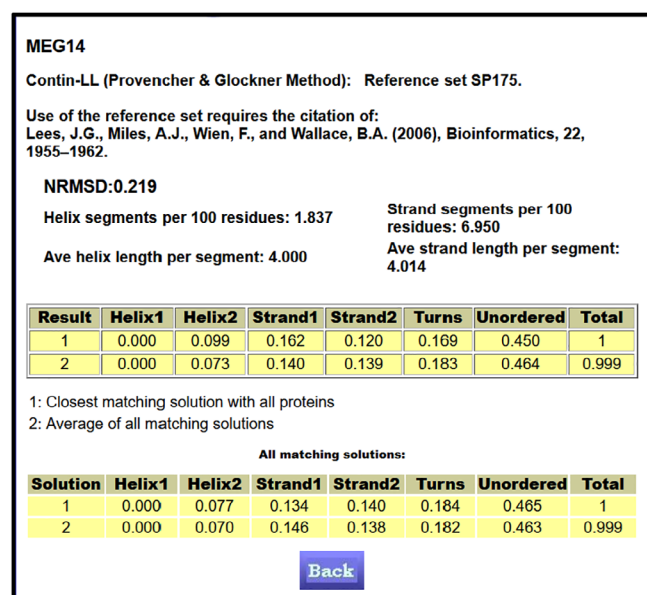 MEG14
Contin-LL (Provencher & Glockner Method): Reference set SP175.
Use of the reference set requires the citation of:
Lees, J.G., Miles, A.J., Wien, F., and Wallace, B.A. (2006), Bioinformatics, 22,
1955–1962.
NRMSD:0.219
Helix segments per 100 residues: 1.837
Strand segments per 100
residues: 6.950
Ave helix length per segment: 4.000
Ave strand length per segment:
4.014
Result Helix1 Helix2 Strand1 Strand2 Turns Unordered Total
1 0.000 0.099 0.162 0.120 0.169 0.450 1
2 0.000 0.073 0.140 0.139 0.183 0.464 0.999
1: Closest matching solution with all proteins
2: Average of all matching solutions
All matching solutions:
Solution Helix1 Helix2 Strand1 Strand2 Turns Unordered Total
1 0.000 0.077 0.134 0.140 0.184 0.465 1
2 0.000 0.070 0.146 0.138 0.182 0.463 0.999
Back